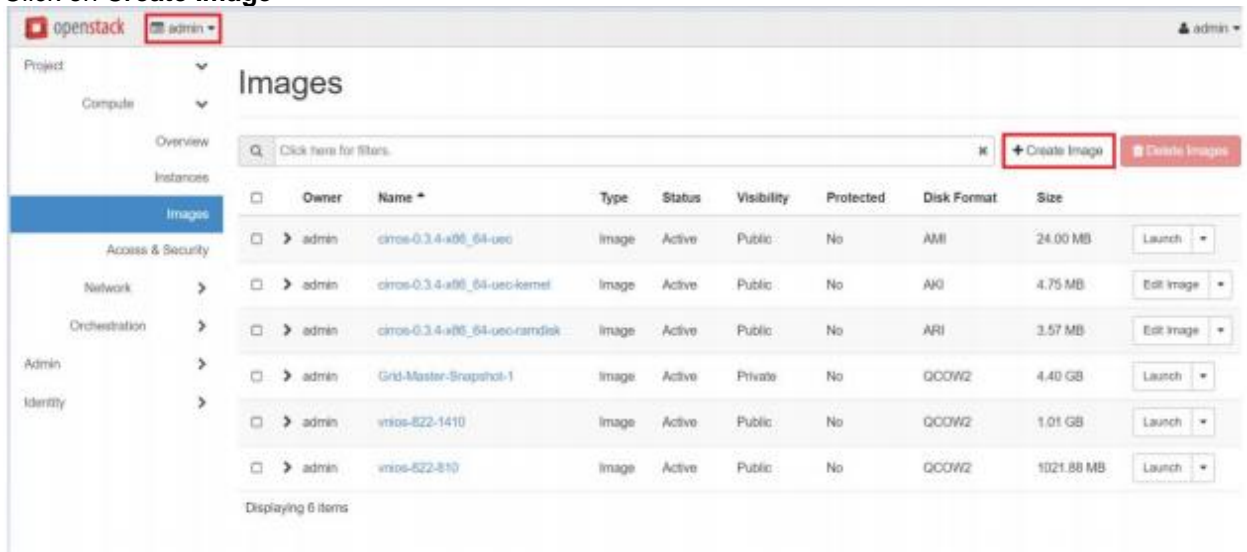 Click on Create Image
openstack admin admin
Project
Compute
Overview
Instances
Images
Access & Security
Network
Orchestration
Admin
Identity
Images
Click here for filters.
+ Create Image
Delete Images
Owner Name Type Status Visibility Protected Disk Format Size
admin cirros-0.3.4-x86_64-uec Image Active Public No AMI 24.00 MB Launch
admin cirros-0.3.4-x86_64-uec-kernel Image Active Public No AKI 4.75 MB Edit Image
admin cirros-0.3.4-x86_64-uec-ramdisk Image Active Public No ARI 3.57 MB Edit Image
admin Grid-Master-Snapshot-1 Image Active Private No QCOW2 4.40 GB Launch
admin vnios-822-1410 Image Active Public No QCOW2 1.01 GB Launch
admin vnios-822-810 Image Active Public No QCOW2 1021.88 MB Launch
Displaying 6 items